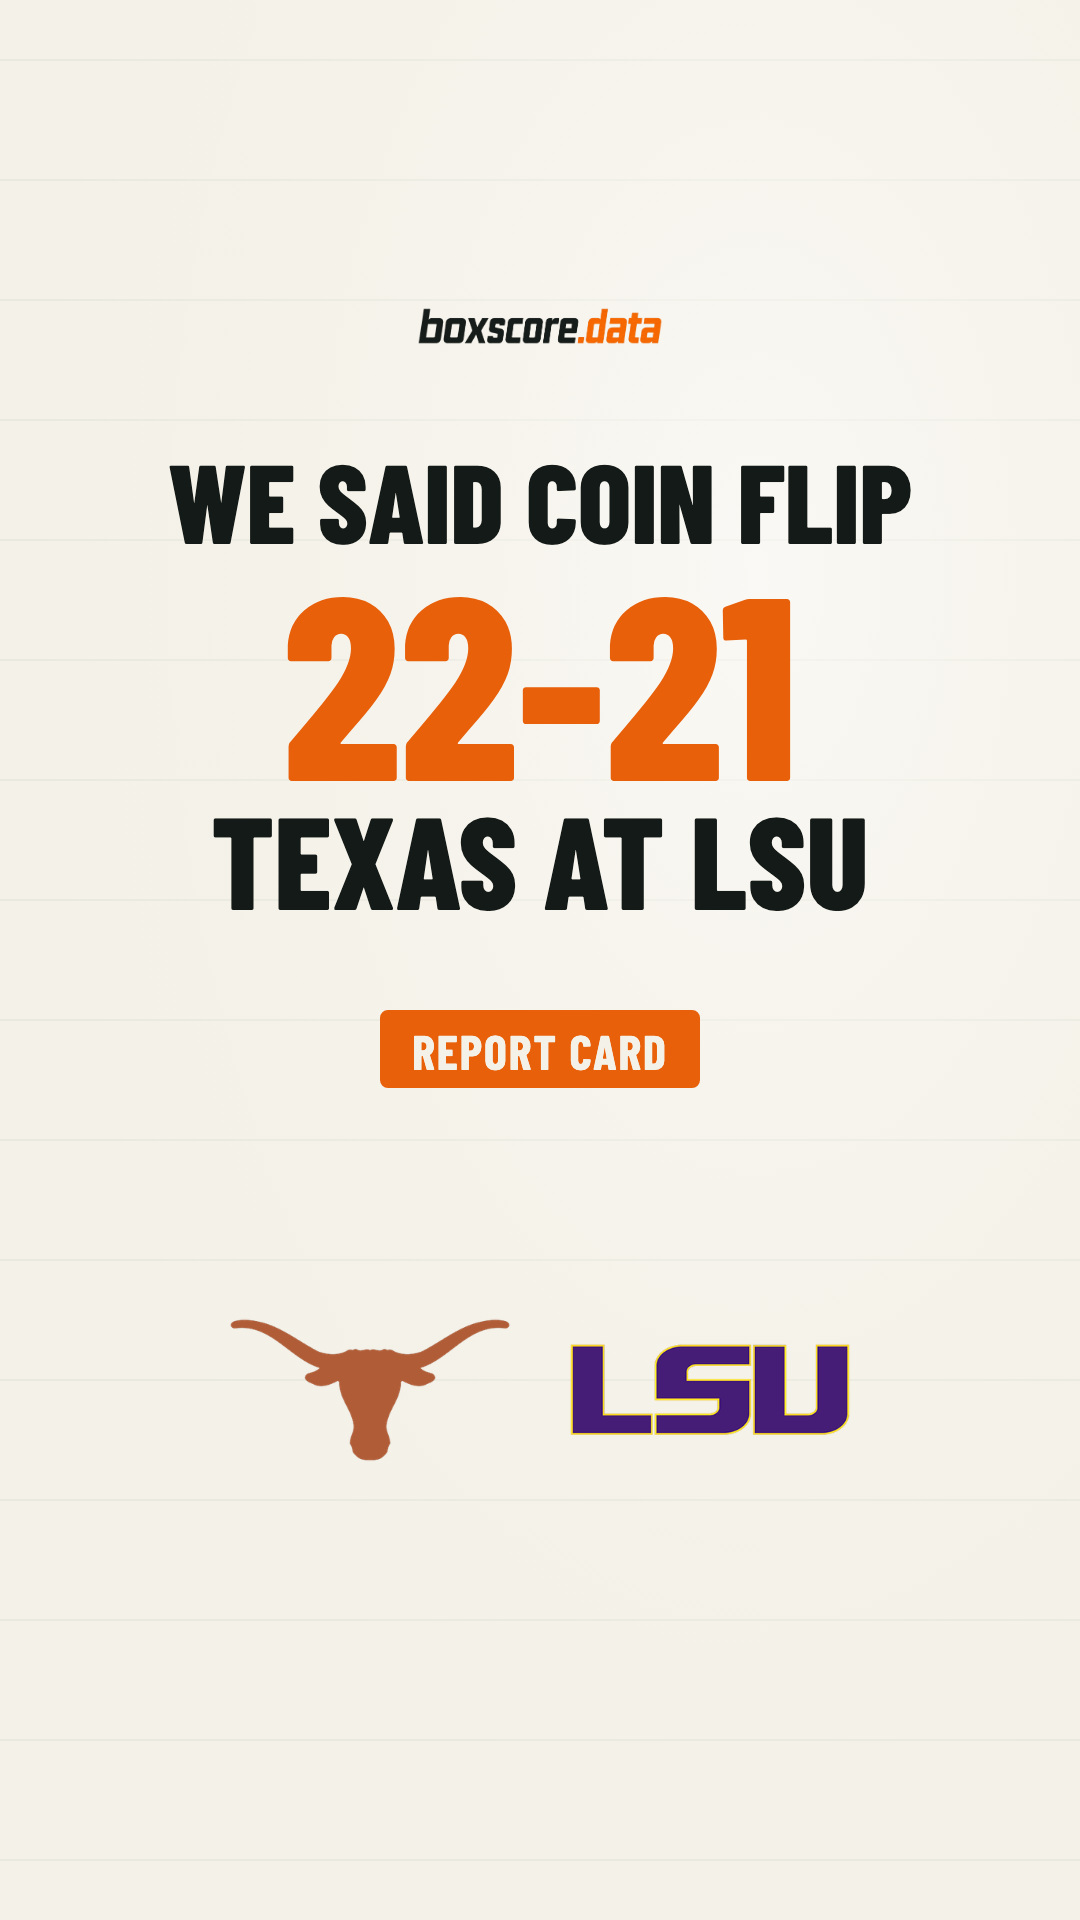 boxscore.data
WE SAID COIN FLIP
22-21
TEXAS AT LSU
REPORT CARD
LSU